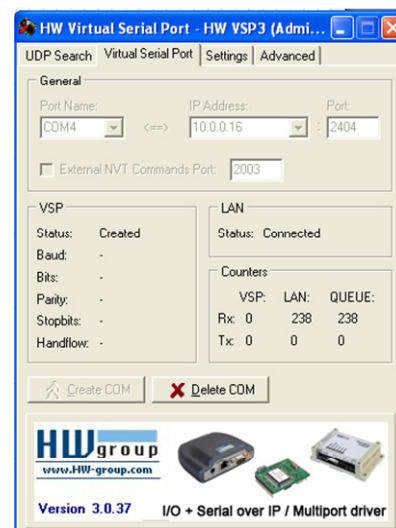 HW Virtual Serial Port - HW VSP3 (Admi...
UDP Search Virtual Serial Port Settings Advanced
General
Port Name: IP Address: Port:
COM4 <==> 10.0.0.16 : 2404
External NVT Commands Port: 2003
VSP
Status: Created
Baud: -
Bits: -
Parity: -
Stopbits: -
Handflow: -
LAN
Status: Connected
Counters
VSP: LAN: QUEUE:
Rx: 0 238 238
Tx: 0 0 0
Create COM Delete COM
HW group
www.HW-group.com
Version 3.0.37 I/O + Serial over IP / Multiport driver